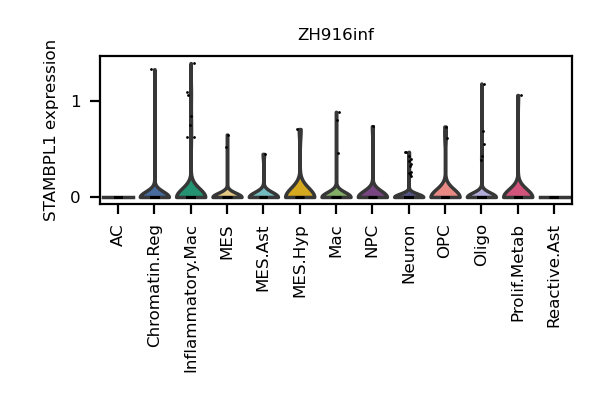 ZH916inf
STAMBPL1 expression
1
0
AC
Chromatin.Reg
Inflammatory.Mac
MES
MES.Ast
MES.Hyp
Mac
NPC
Neuron
OPC
Oligo
Prolif.Metab
Reactive.Ast